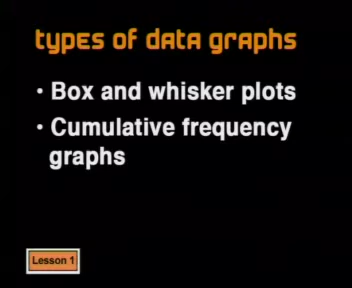 types of data graphs
• Box and whisker plots
• Cumulative frequency
graphs
Lesson 1